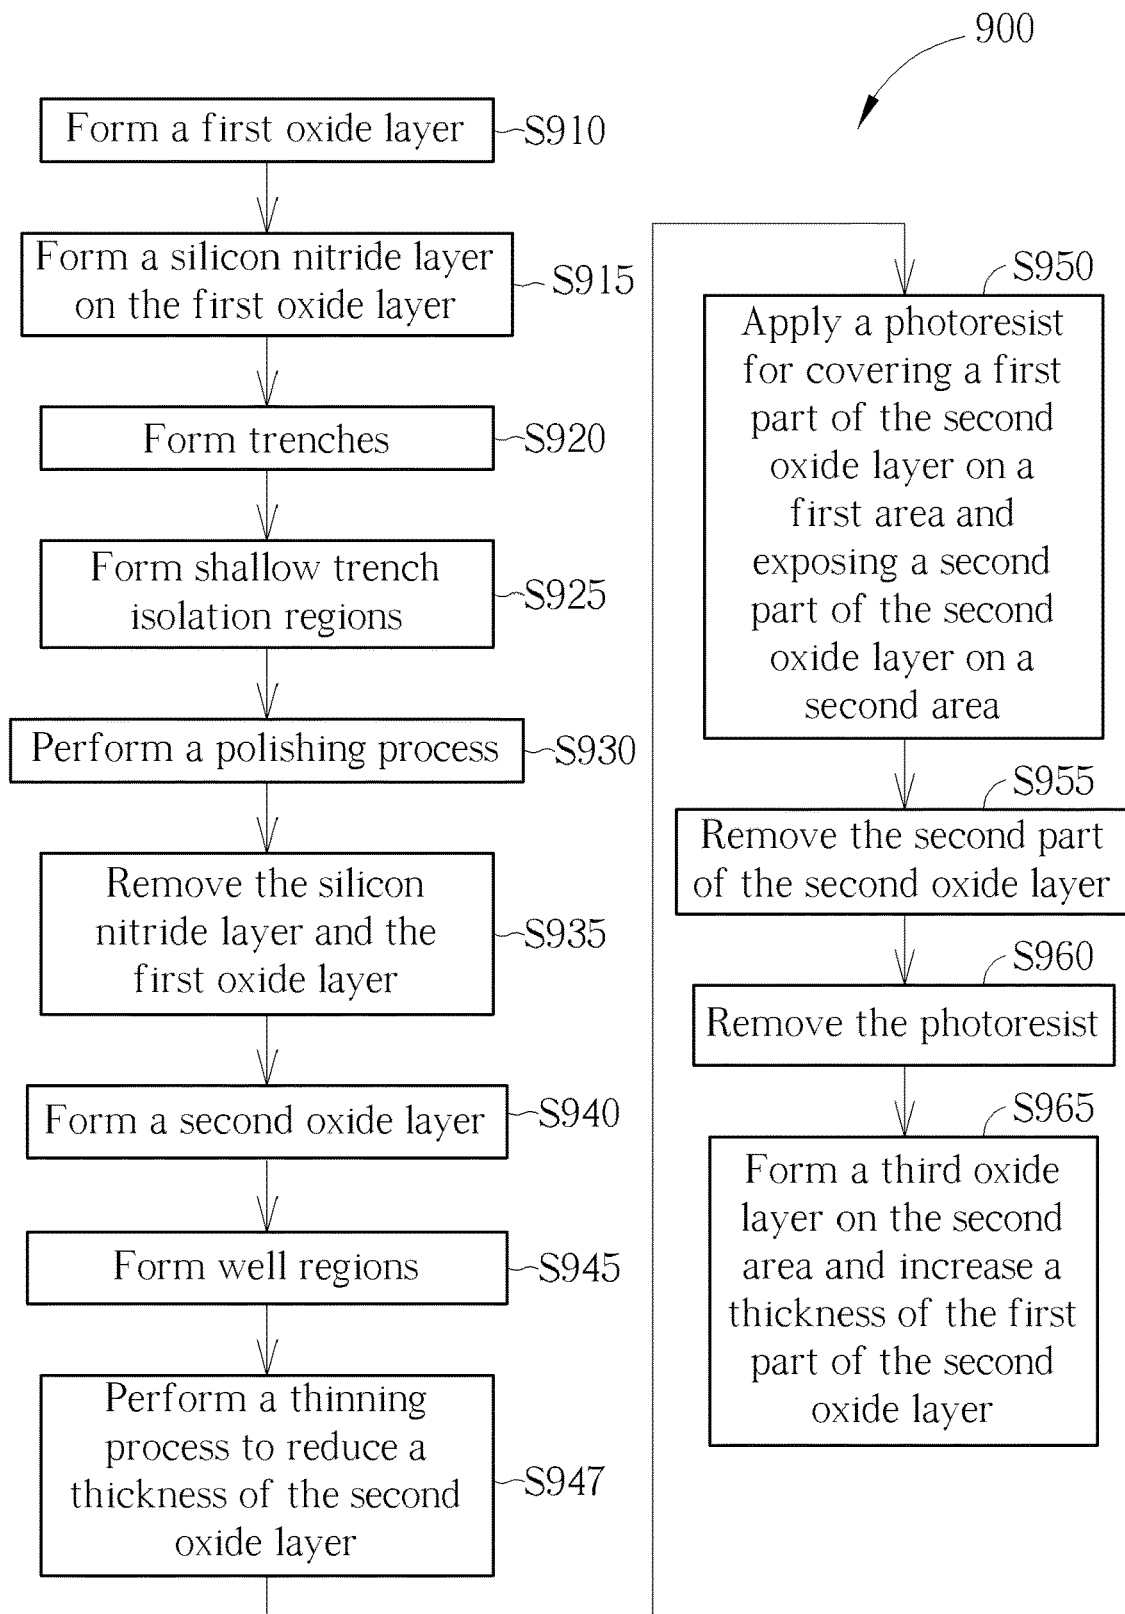 900
Form a first oxide layer
S910
Form a silicon nitride layer
on the first oxide layer
S915
Form trenches
S920
Form shallow trench
isolation regions
S925
Perform a polishing process
S930
Remove the silicon
nitride layer and the
first oxide layer
S935
Form a second oxide layer
S940
Form well regions
S945
Perform a thinning
process to reduce a
thickness of the second
oxide layer
S947
S950
Apply a photoresist
for covering a first
part of the second
oxide layer on a
first area and
exposing a second
part of the second
oxide layer on a
second area
S955
Remove the second part
of the second oxide layer
S960
Remove the photoresist
S965
Form a third oxide
layer on the second
area and increase a
thickness of the first
part of the second
oxide layer